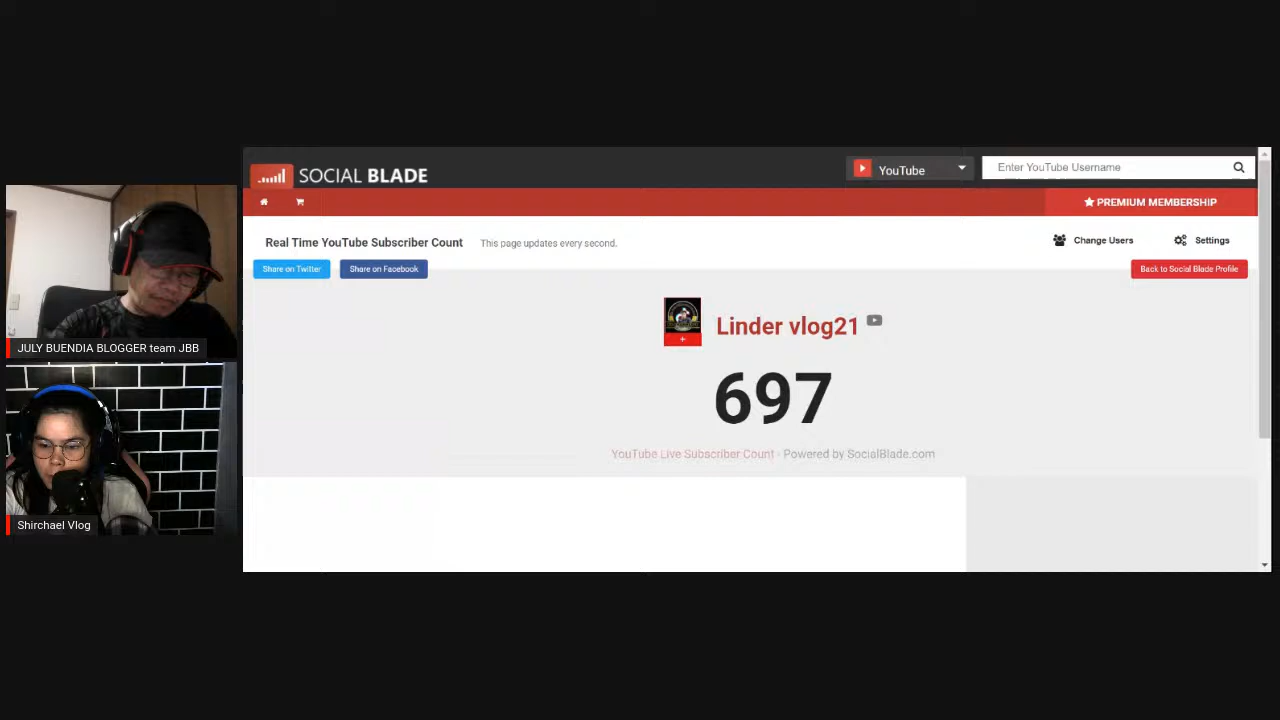 SOCIAL BLADE
YouTube
Enter YouTube Username
PREMIUM MEMBERSHIP
Real Time YouTube Subscriber Count
This page updates every second.
Change Users
Settings
Share on Twitter
Share on Facebook
Back to Social Blade Profile
Linder vlog21
697
YouTube Live Subscriber Count - Powered by SocialBlade.com
JULY BUENDIA BLOGGER team JBB
Shirchael Vlog